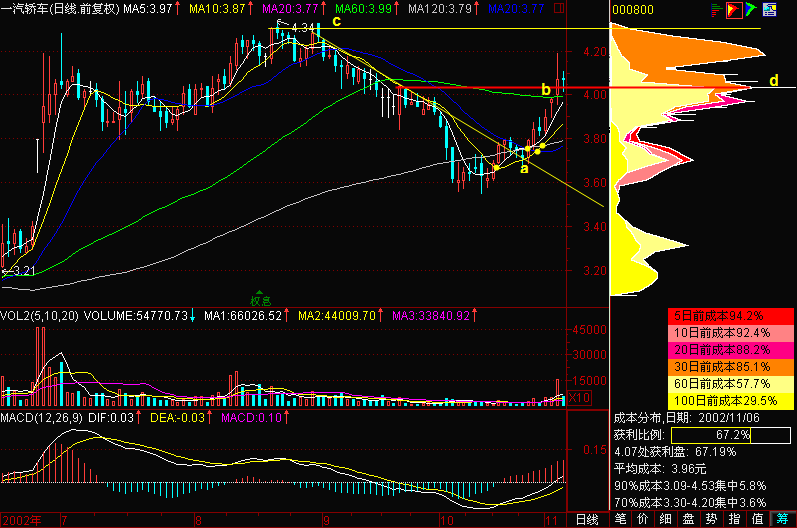 一汽轿车(日线.前复权) MA5:3.97↑ MA10:3.87↑ MA20:3.77↑ MA60:3.99↑ MA120:3.79↑ MA20:3.77
000800
c
4.34
4.20
d
b
4.00
3.80
a
3.60
3.40
3.21
3.20
权息
VOL2(5,10,20) VOLUME:54770.73↓ MA1:66026.52↑ MA2:44009.70↑ MA3:33840.92↑
45000
30000
15000
X10
MACD(12,26,9) DIF:0.03↑ DEA:-0.03↑ MACD:0.10↑
0.15
5日前成本94.2%
10日前成本92.4%
20日前成本88.2%
30日前成本85.1%
60日前成本57.7%
100日前成本29.5%
成本分布,日期: 2002/11/06
获利比例: 67.2%
4.07处获利盘: 67.19%
平均成本: 3.96元
90%成本3.09-4.53集中5.8%
70%成本3.30-4.20集中3.6%
2002年 7 8 9 10 11 日线 笔 价 细 盘 势 指 值 筹